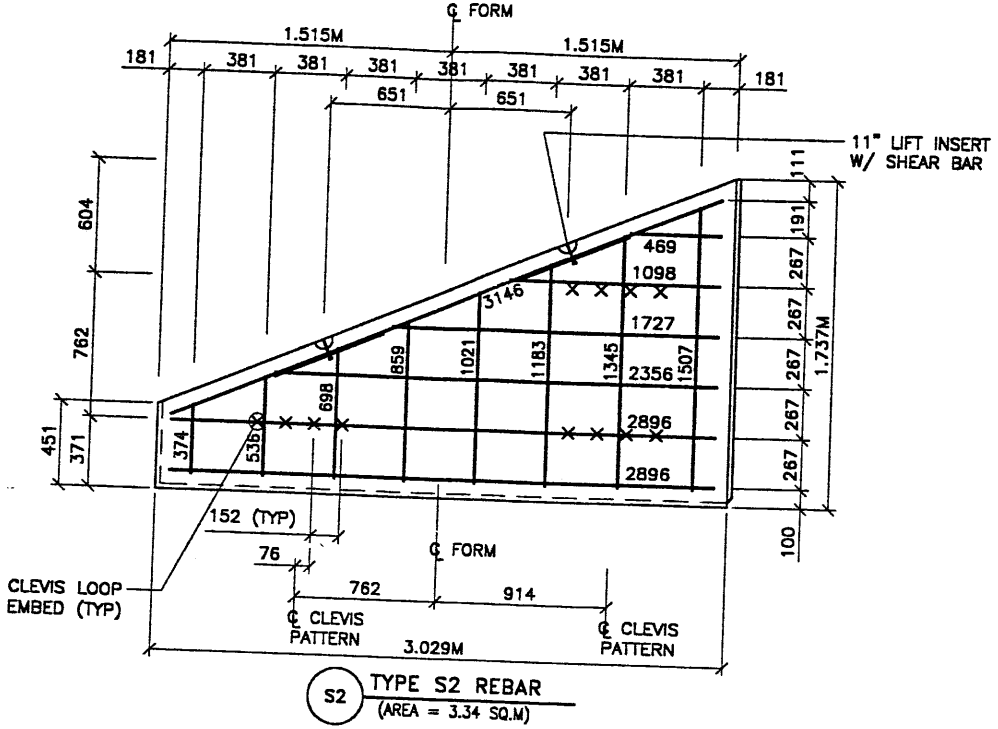 ℄ FORM
1.515M
1.515M
181
381
381
381
381
381
381
381
181
651
651
11" LIFT INSERT
W/ SHEAR BAR
111
191
267
267
267
267
267
1.737M
100
604
762
451
371
469
1098
3146
1727
2356
2896
2896
374
536
698
859
1021
1183
1345
1507
152 (TYP)
76
℄ FORM
762
914
CLEVIS LOOP
EMBED (TYP)
℄ CLEVIS
PATTERN
℄ CLEVIS
PATTERN
3.029M
S2
TYPE S2 REBAR
(AREA = 3.34 SQ.M)